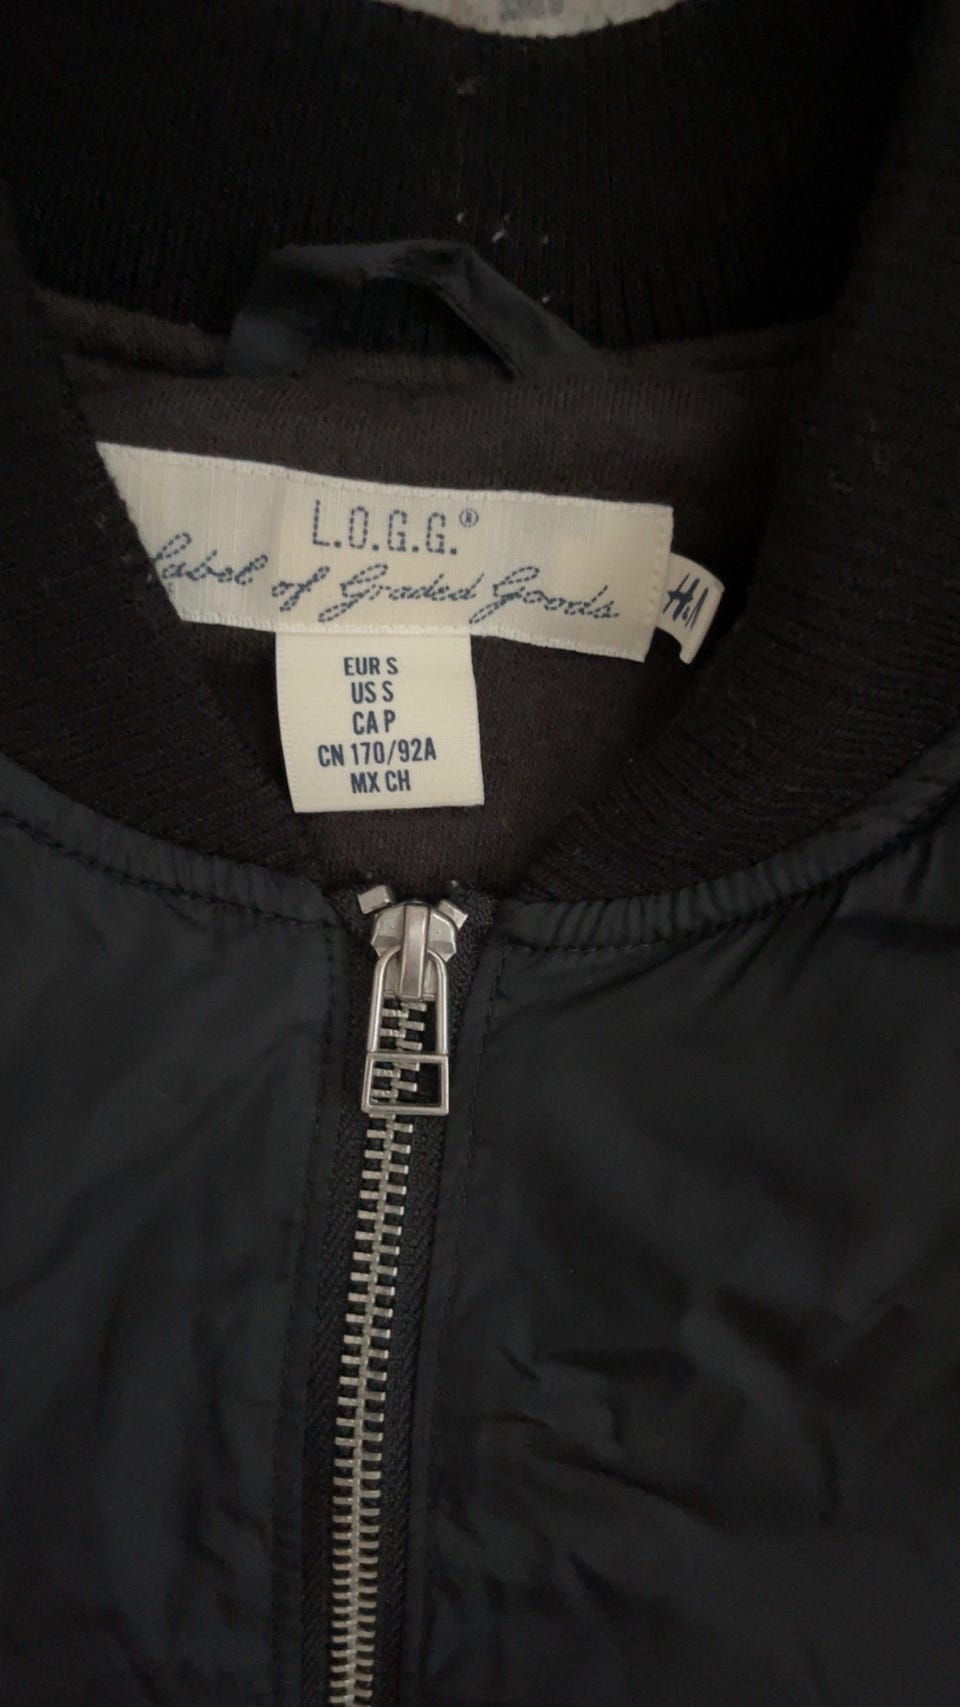 L.O.G.G.®
Label of Graded Goods
H&M
EUR S
US S
CA P
CN 170/92A
MX CH